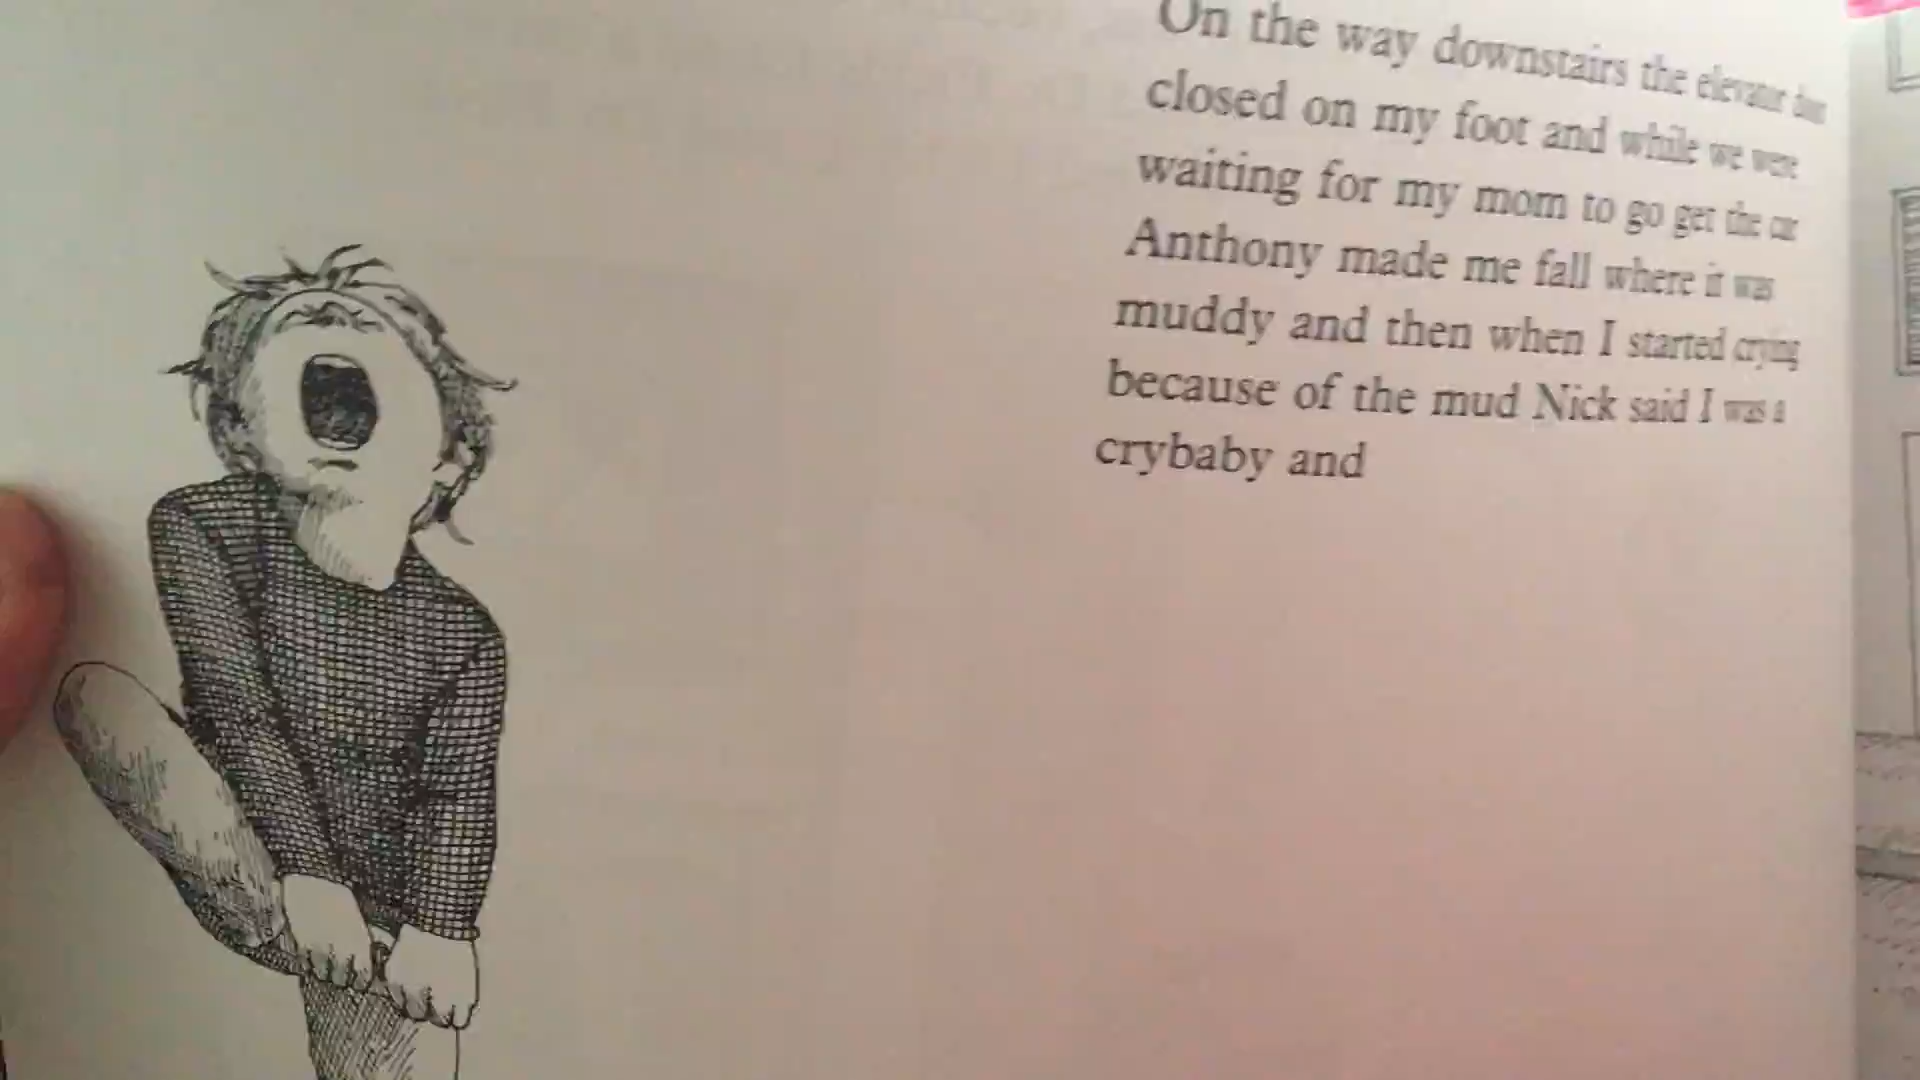 On the way downstairs the elevator door
closed on my foot and while we were
waiting for my mom to go get the car
Anthony made me fall where it was
muddy and then when I started crying
because of the mud Nick said I was a
crybaby and